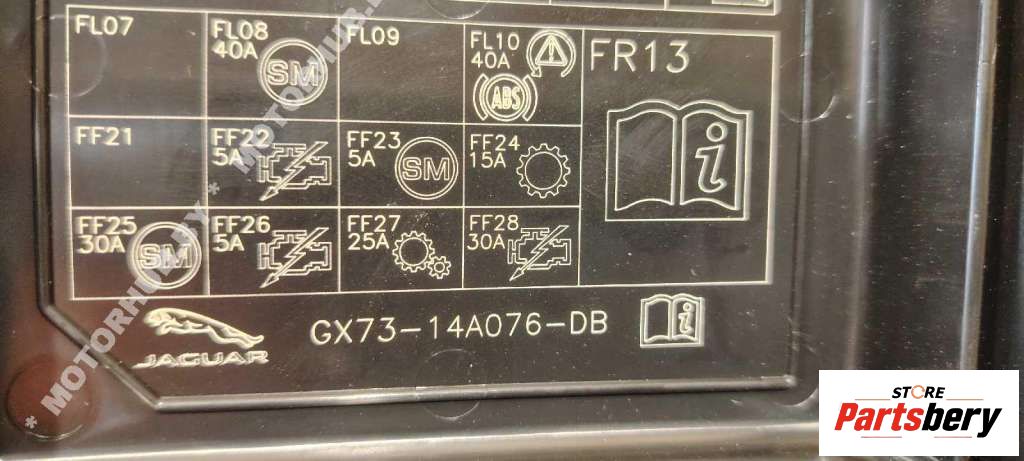 FL07
FL08
40A
SM
FL09
FL10
40A
ABS
FR13
FF21
FF22
5A
FF23
5A
SM
FF24
15A
i
FF25
30A
SM
FF26
5A
FF27
25A
FF28
30A
JAGUAR
GX73-14A076-DB
i
STORE
Partsbery